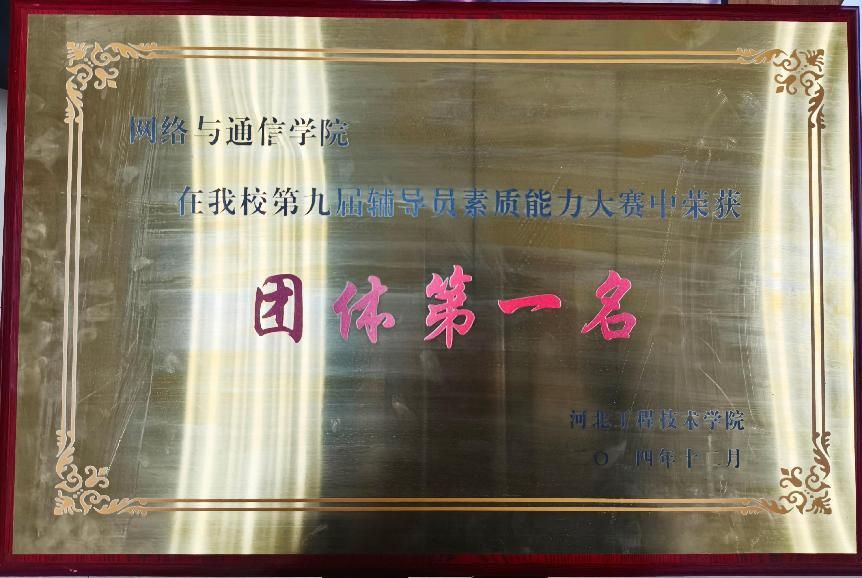 网络与通信学院
在我校第九届辅导员素质能力大赛中荣获
团体第一名
河北工程技术学院
〇 四年十二月